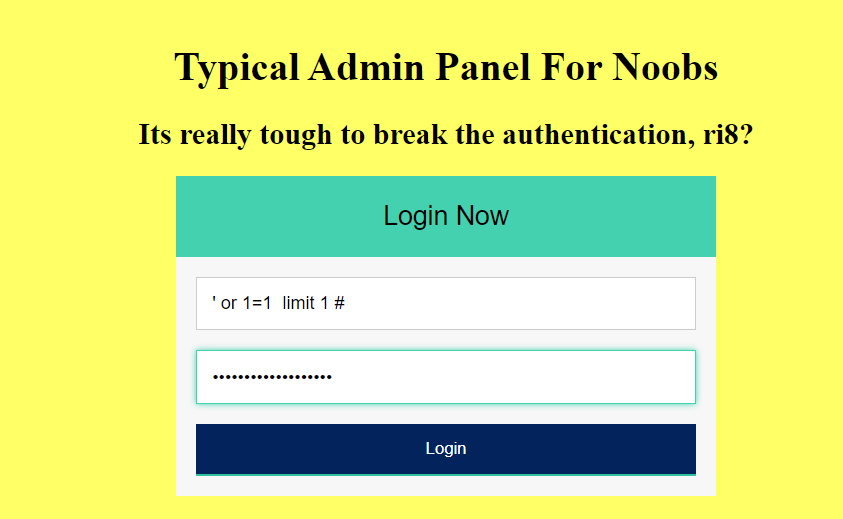 Typical Admin Panel For Noobs
Its really tough to break the authentication, ri8?
Login Now
' or 1=1  limit 1 #
•••••••••••••••••••
Login